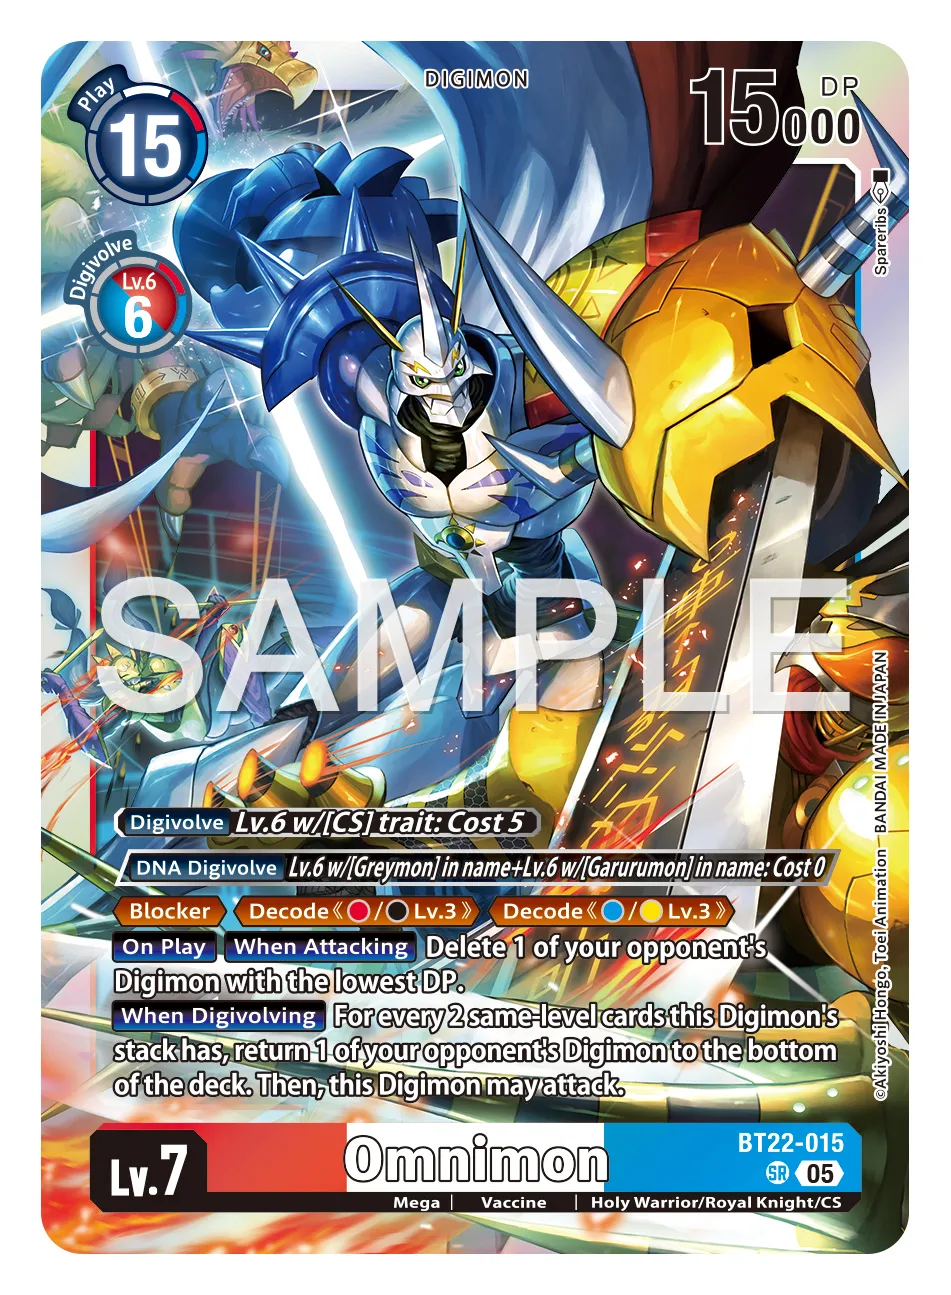 Play
15
DIGIMON
15000 DP
Digivolve
Lv.6
6
Spareribs
SAMPLE
Digivolve Lv.6 w/[CS] trait: Cost 5
DNA Digivolve Lv.6 w/[Greymon] in name+Lv.6 w/[Garurumon] in name: Cost 0
Blocker Decode《/Lv.3》 Decode《/Lv.3》
On Play When Attacking Delete 1 of your opponent's
Digimon with the lowest DP.
When Digivolving For every 2 same-level cards this Digimon's
stack has, return 1 of your opponent's Digimon to the bottom
of the deck. Then, this Digimon may attack.
©Akiyoshi Hongo, Toei Animation BANDAI MADE IN JAPAN
Lv.7
Omnimon
BT22-015
SR 05
Mega | Vaccine | Holy Warrior/Royal Knight/CS